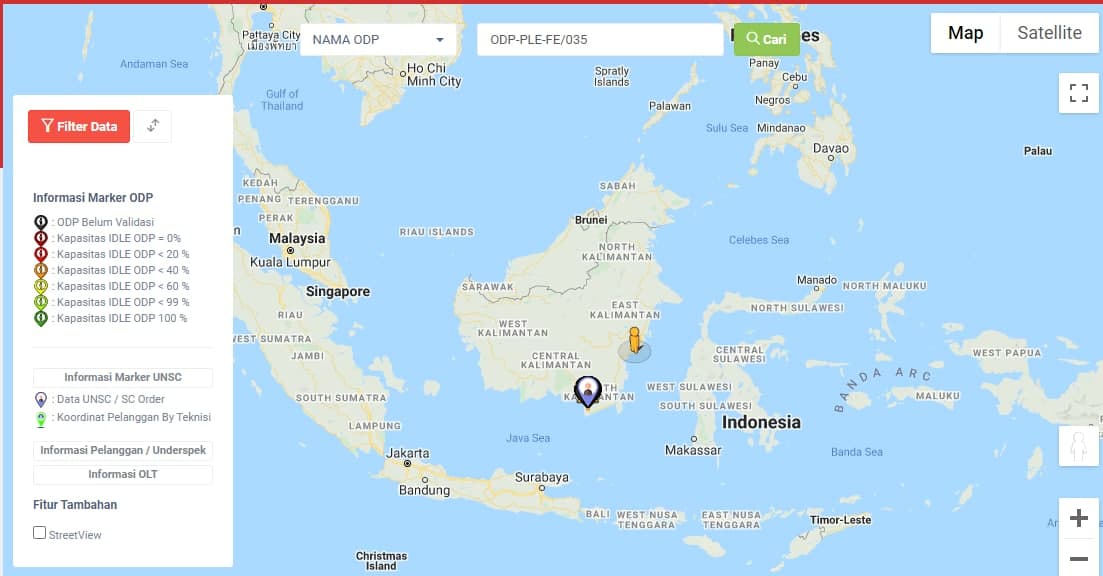 NAMA ODP
ODP-PLE-FE/035
Cari
Map
Satellite
Filter Data
Informasi Marker ODP
: ODP Belum Validasi
: Kapasitas IDLE ODP = 0%
: Kapasitas IDLE ODP < 20 %
: Kapasitas IDLE ODP < 40 %
: Kapasitas IDLE ODP < 60 %
: Kapasitas IDLE ODP < 99 %
: Kapasitas IDLE ODP 100 %
Informasi Marker UNSC
: Data UNSC / SC Order
: Koordinat Pelanggan By Teknisi
Informasi Pelanggan / Underspek
Informasi OLT
Fitur Tambahan
StreetView
Pattaya City
เมืองพัทยา
Andaman Sea
Gulf of
Thailand
Ho Chi
Minh City
Spratly
Islands
Panay
Cebu
Negros
Palawan
Sulu Sea
Mindanao
Davao
Palau
KEDAH
PENANG
TERENGGANU
PERAK
Malaysia
Kuala Lumpur
RIAU ISLANDS
Singapore
SABAH
Brunei
NORTH
KALIMANTAN
SARAWAK
Celebes Sea
Manado
NORTH MALUKU
NORTH SULAWESI
RIAU
WEST SUMATRA
JAMBI
SOUTH SUMATRA
LAMPUNG
WEST
KALIMANTAN
EAST
KALIMANTAN
CENTRAL
KALIMANTAN
CENTRAL
SULAWESI
WEST SULAWESI
SOUTH SULAWESI
WEST PAPUA
BANDA ARC
MALUKU
Indonesia
Makassar
Banda Sea
Java Sea
Jakarta
Bandung
Surabaya
BALI
WEST NUSA
TENGGARA
EAST NUSA
TENGGARA
Timor-Leste
Christmas
Island